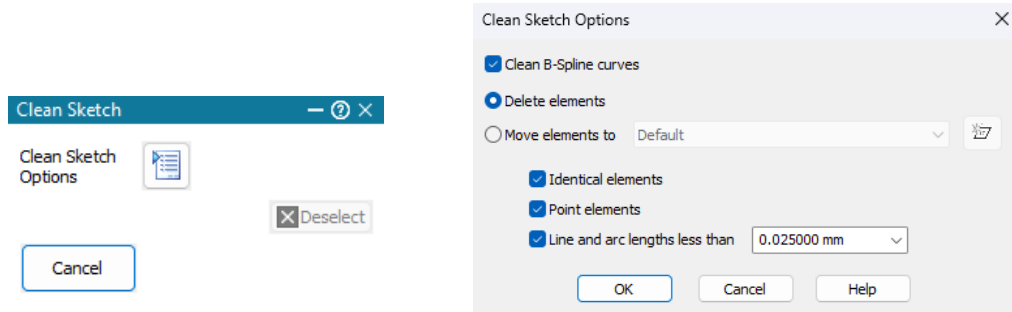 Clean Sketch
Clean Sketch
Options
Deselect
Cancel
Clean Sketch Options
Clean B-Spline curves
Delete elements
Move elements to Default
Identical elements
Point elements
Line and arc lengths less than 0.025000 mm
OK Cancel Help